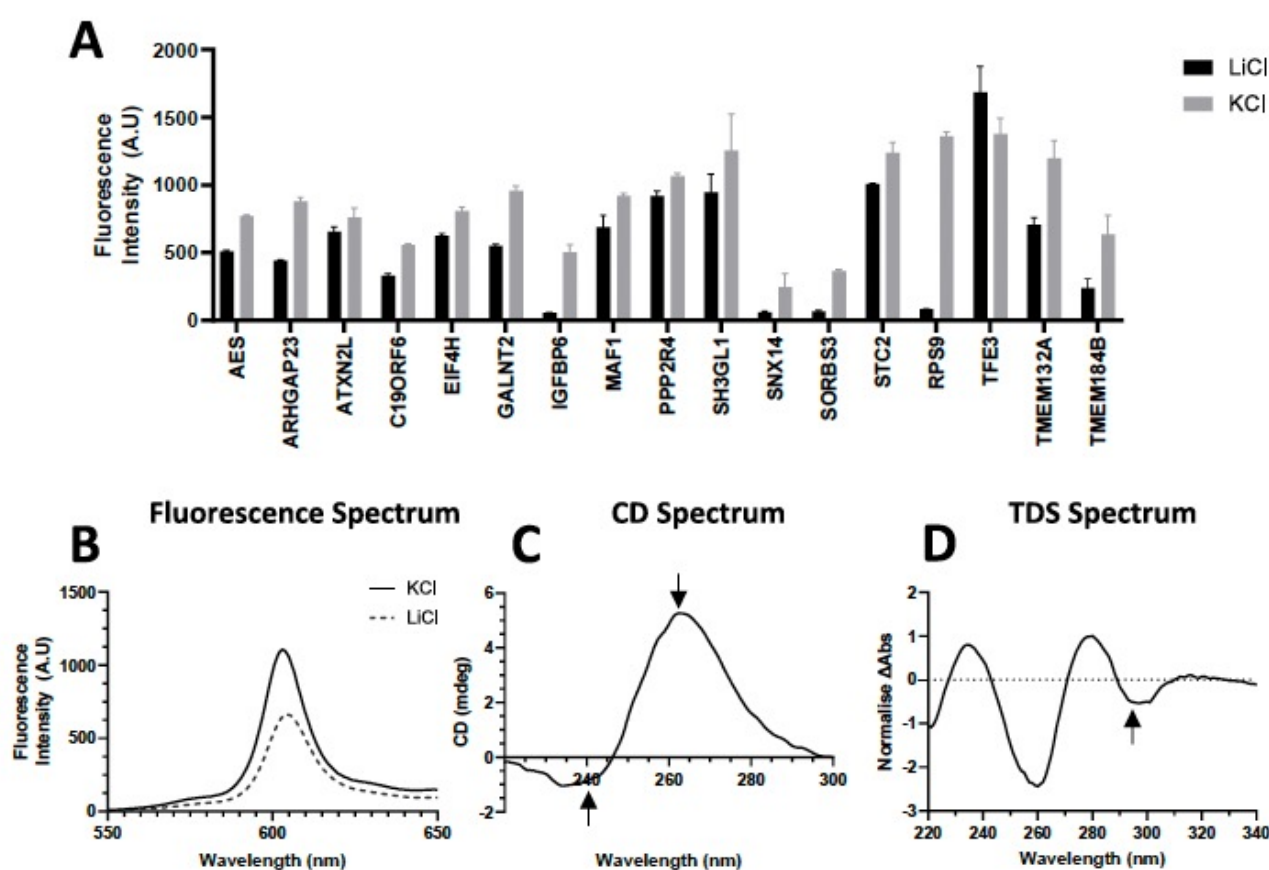 A
2000
1500
1000
500
0
Fluorescence
Intensity (A.U)
LiCl
KCl
AES
ARHGAP23
ATXN2L
C19ORF6
EIF4H
GALNT2
IGFBP6
MAF1
PPP2R4
SH3GL1
SNX14
SORBS3
STC2
RPS9
TFE3
TMEM132A
TMEM184B
Fluorescence Spectrum
B
1500
1000
500
0
Fluorescence
Intensity (A.U)
KCl
LiCl
550
600
650
Wavelength (nm)
CD Spectrum
C
6
4
2
0
-2
CD (mdeg)
240
260
280
300
Wavelength (nm)
TDS Spectrum
D
2
1
0
-1
-2
-3
Normalise ΔAbs
220
240
260
280
300
320
340
Wavelength (nm)